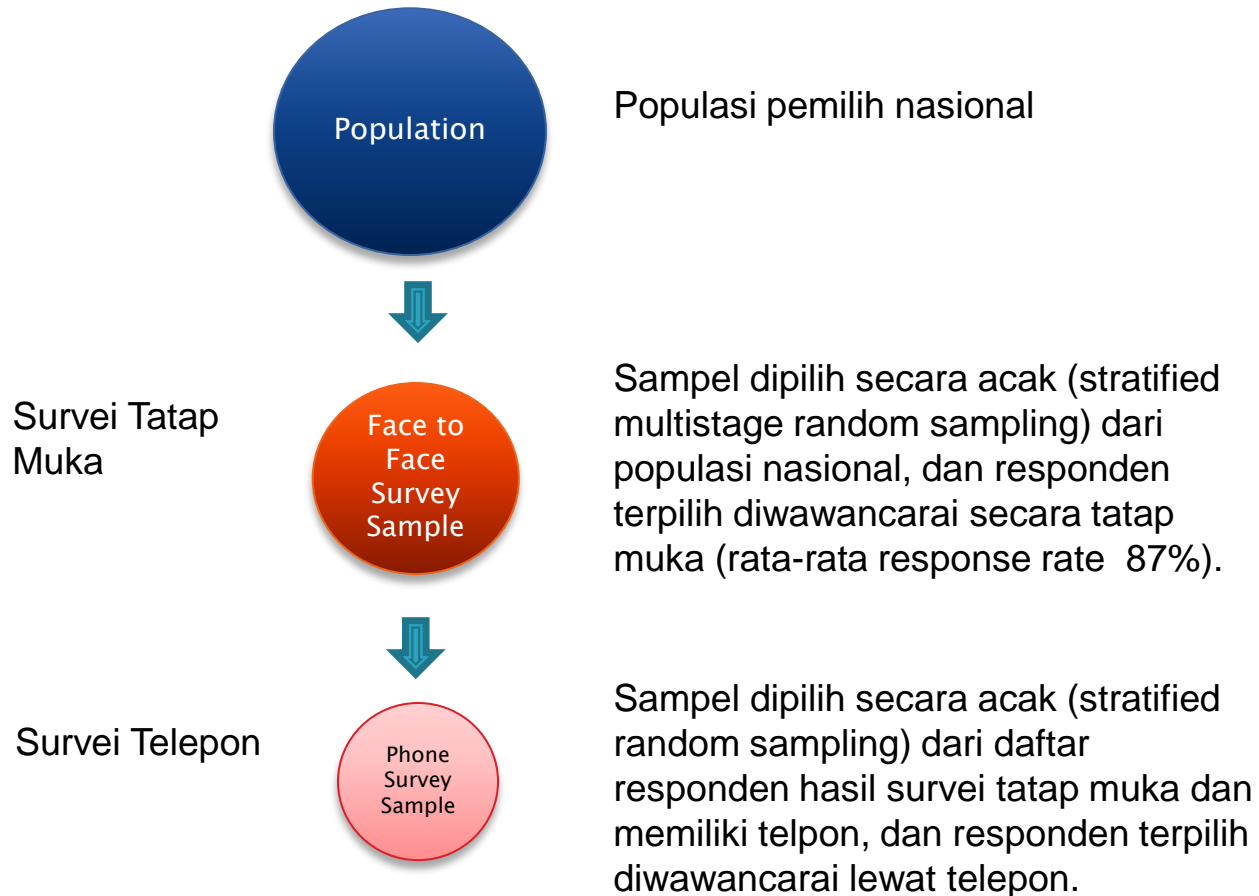 Population
Populasi pemilih nasional
Survei Tatap
Muka
Face to
Face
Survey
Sample
Sampel dipilih secara acak (stratified
multistage random sampling) dari
populasi nasional, dan responden
terpilih diwawancarai secara tatap
muka (rata-rata response rate 87%).
Survei Telepon
Phone
Survey
Sample
Sampel dipilih secara acak (stratified
random sampling) dari daftar
responden hasil survei tatap muka dan
memiliki telpon, dan responden terpilih
diwawancarai lewat telepon.